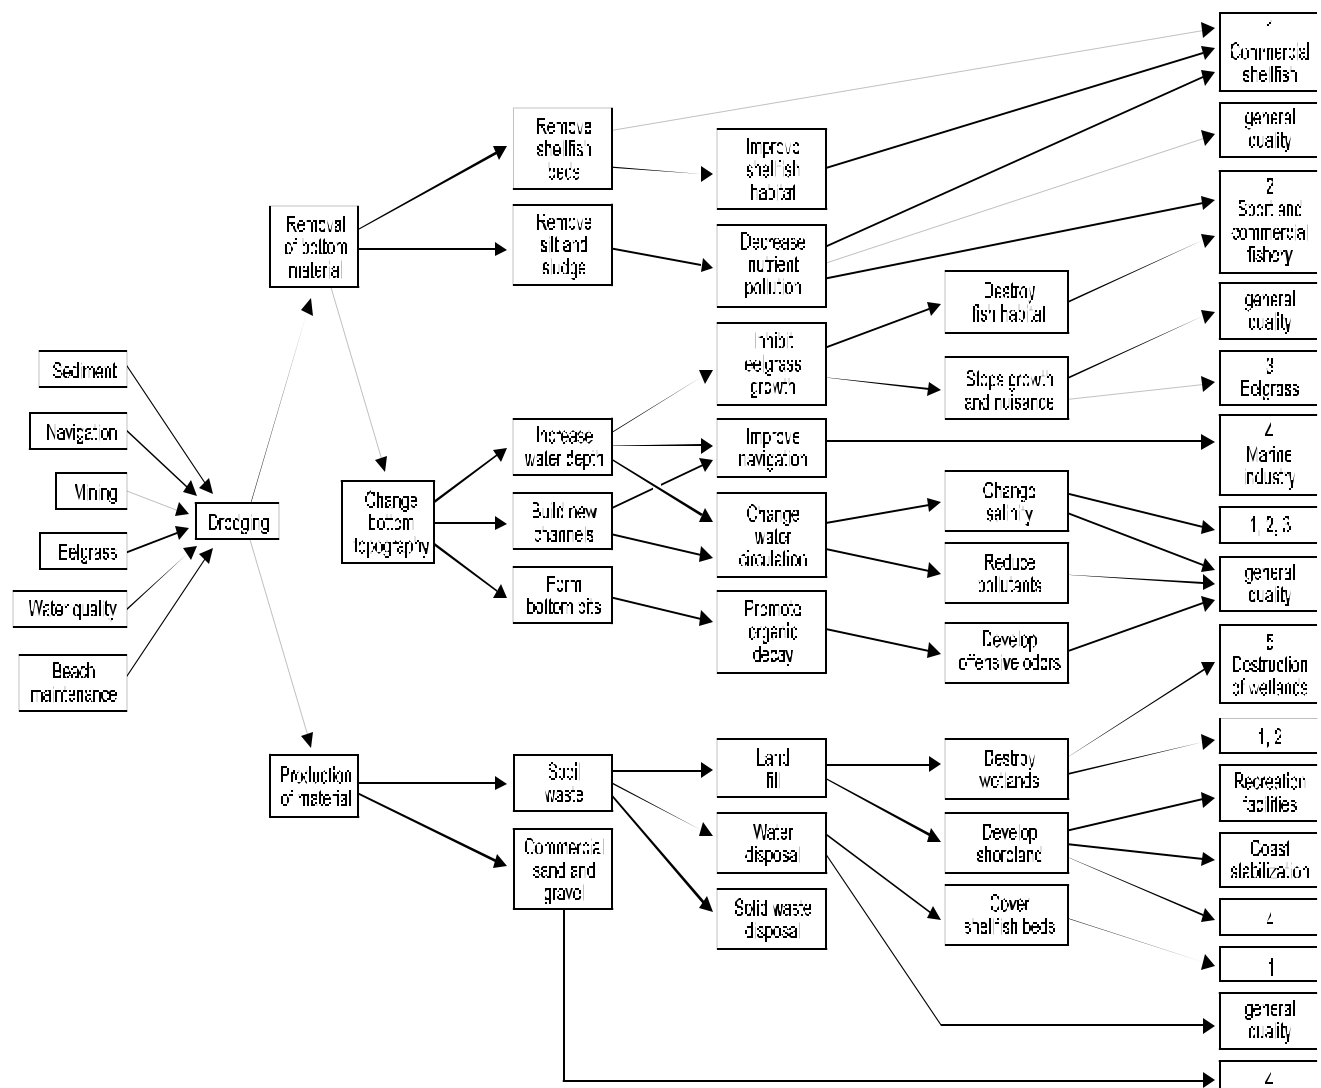 Sediment
Navigation
Mining
Eelgrass
Water quality
Beach
maintenance
Dredging
Removal
of bottom
material
Change
bottom
topography
Production
of material
Remove
shellfish
beds
Remove
silt and
sludge
Increase
water depth
Build new
channels
Form
bottom pits
Spoil
waste
Commercial
sand and
gravel
Improve
shellfish
habitat
Decrease
nutrient
pollution
Inhibit
eelgrass
growth
Improve
navigation
Change
water
circulation
Promote
organic
decay
Land
fill
Water
disposal
Solid waste
disposal
Destroy
fish habitat
Stops growth
and nuisance
Change
salinity
Reduce
pollutants
Develop
offensive odors
Destroy
wetlands
Develop
shoreland
Cover
shellfish beds
1
Commercial
shellfish
general
quality
2
Sport and
commercial
fishery
general
quality
3
Eelgrass
4
Marine
industry
1, 2, 3
general
quality
5
Destruction
of wetlands
1, 2
Recreation
facilities
Coast
stabilization
4
1
general
quality
4